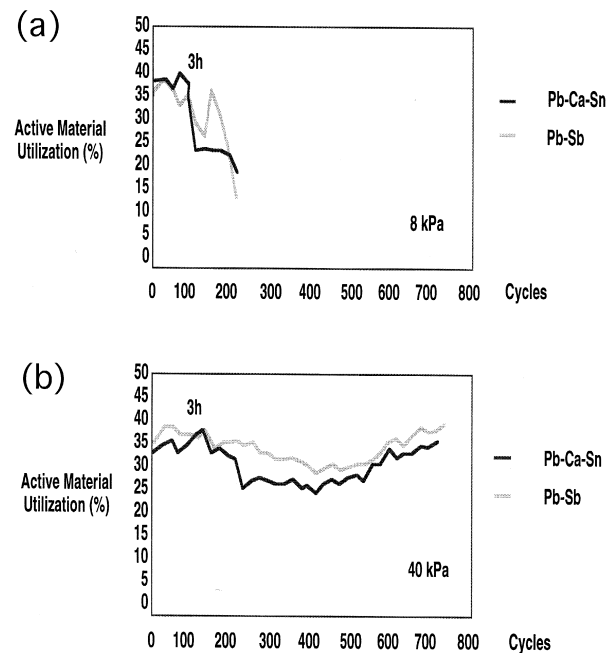 (a)
50
45
40
35
30
25
20
15
10
5
0
3h
Active Material
Utilization (%)
Pb-Ca-Sn
Pb-Sb
8 kPa
0 100 200 300 400 500 600 700 800 Cycles
(b)
50
45
40
35
30
25
20
15
10
5
0
3h
Active Material
Utilization (%)
Pb-Ca-Sn
Pb-Sb
40 kPa
0 100 200 300 400 500 600 700 800 Cycles